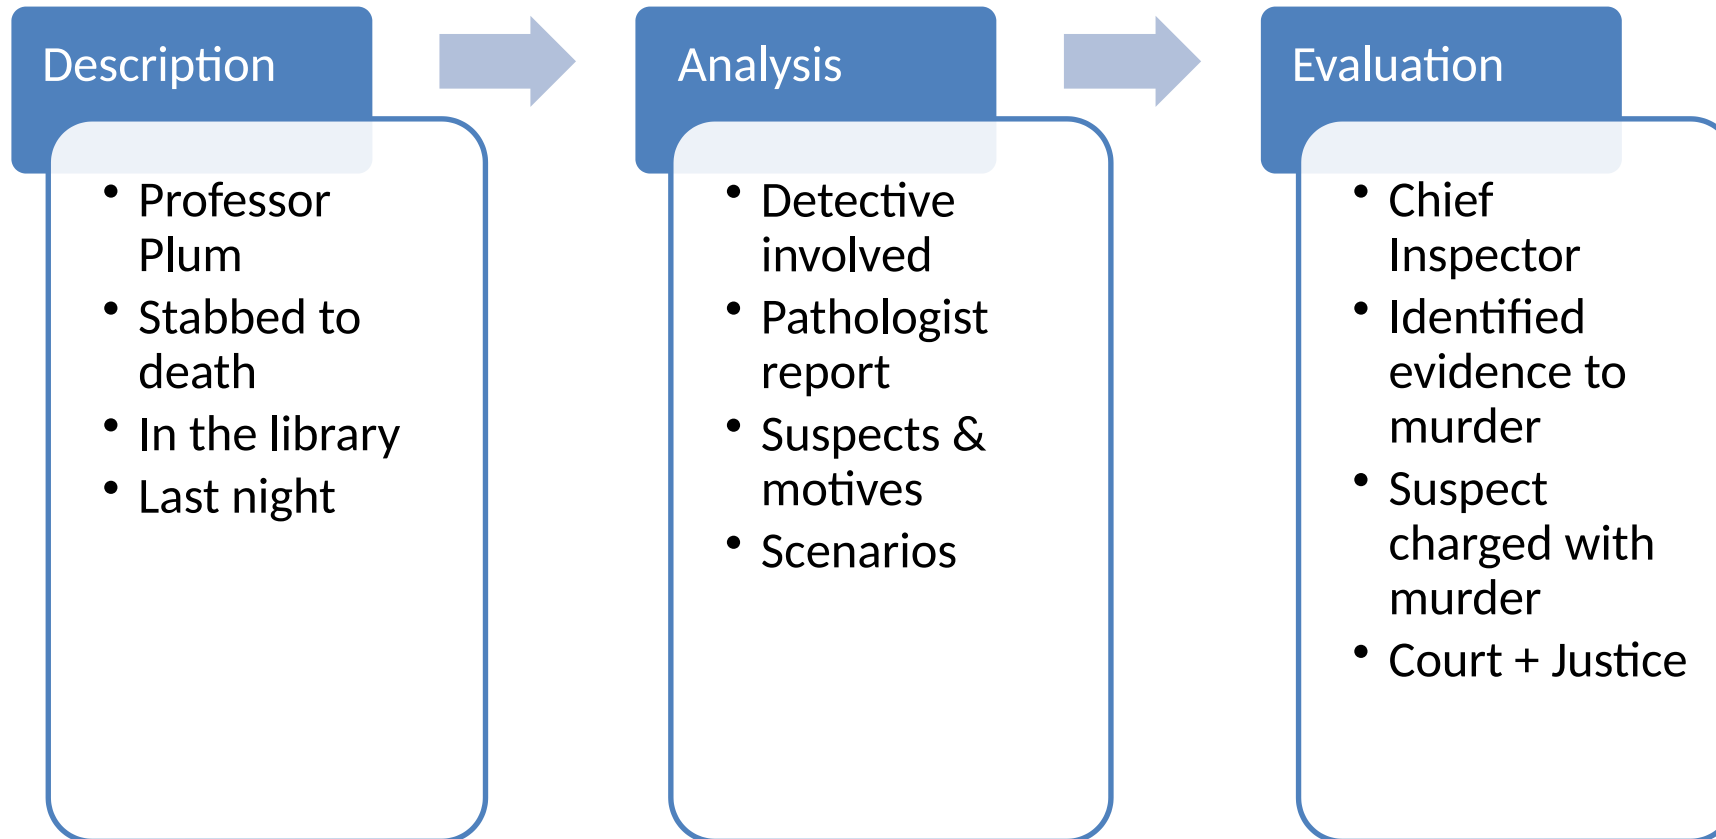 Description
• Professor
Plum
• Stabbed to
death
• In the library
• Last night
Analysis
• Detective
involved
• Pathologist
report
• Suspects &
motives
• Scenarios
Evaluation
• Chief
Inspector
• Identified
evidence to
murder
• Suspect
charged with
murder
• Court + Justice